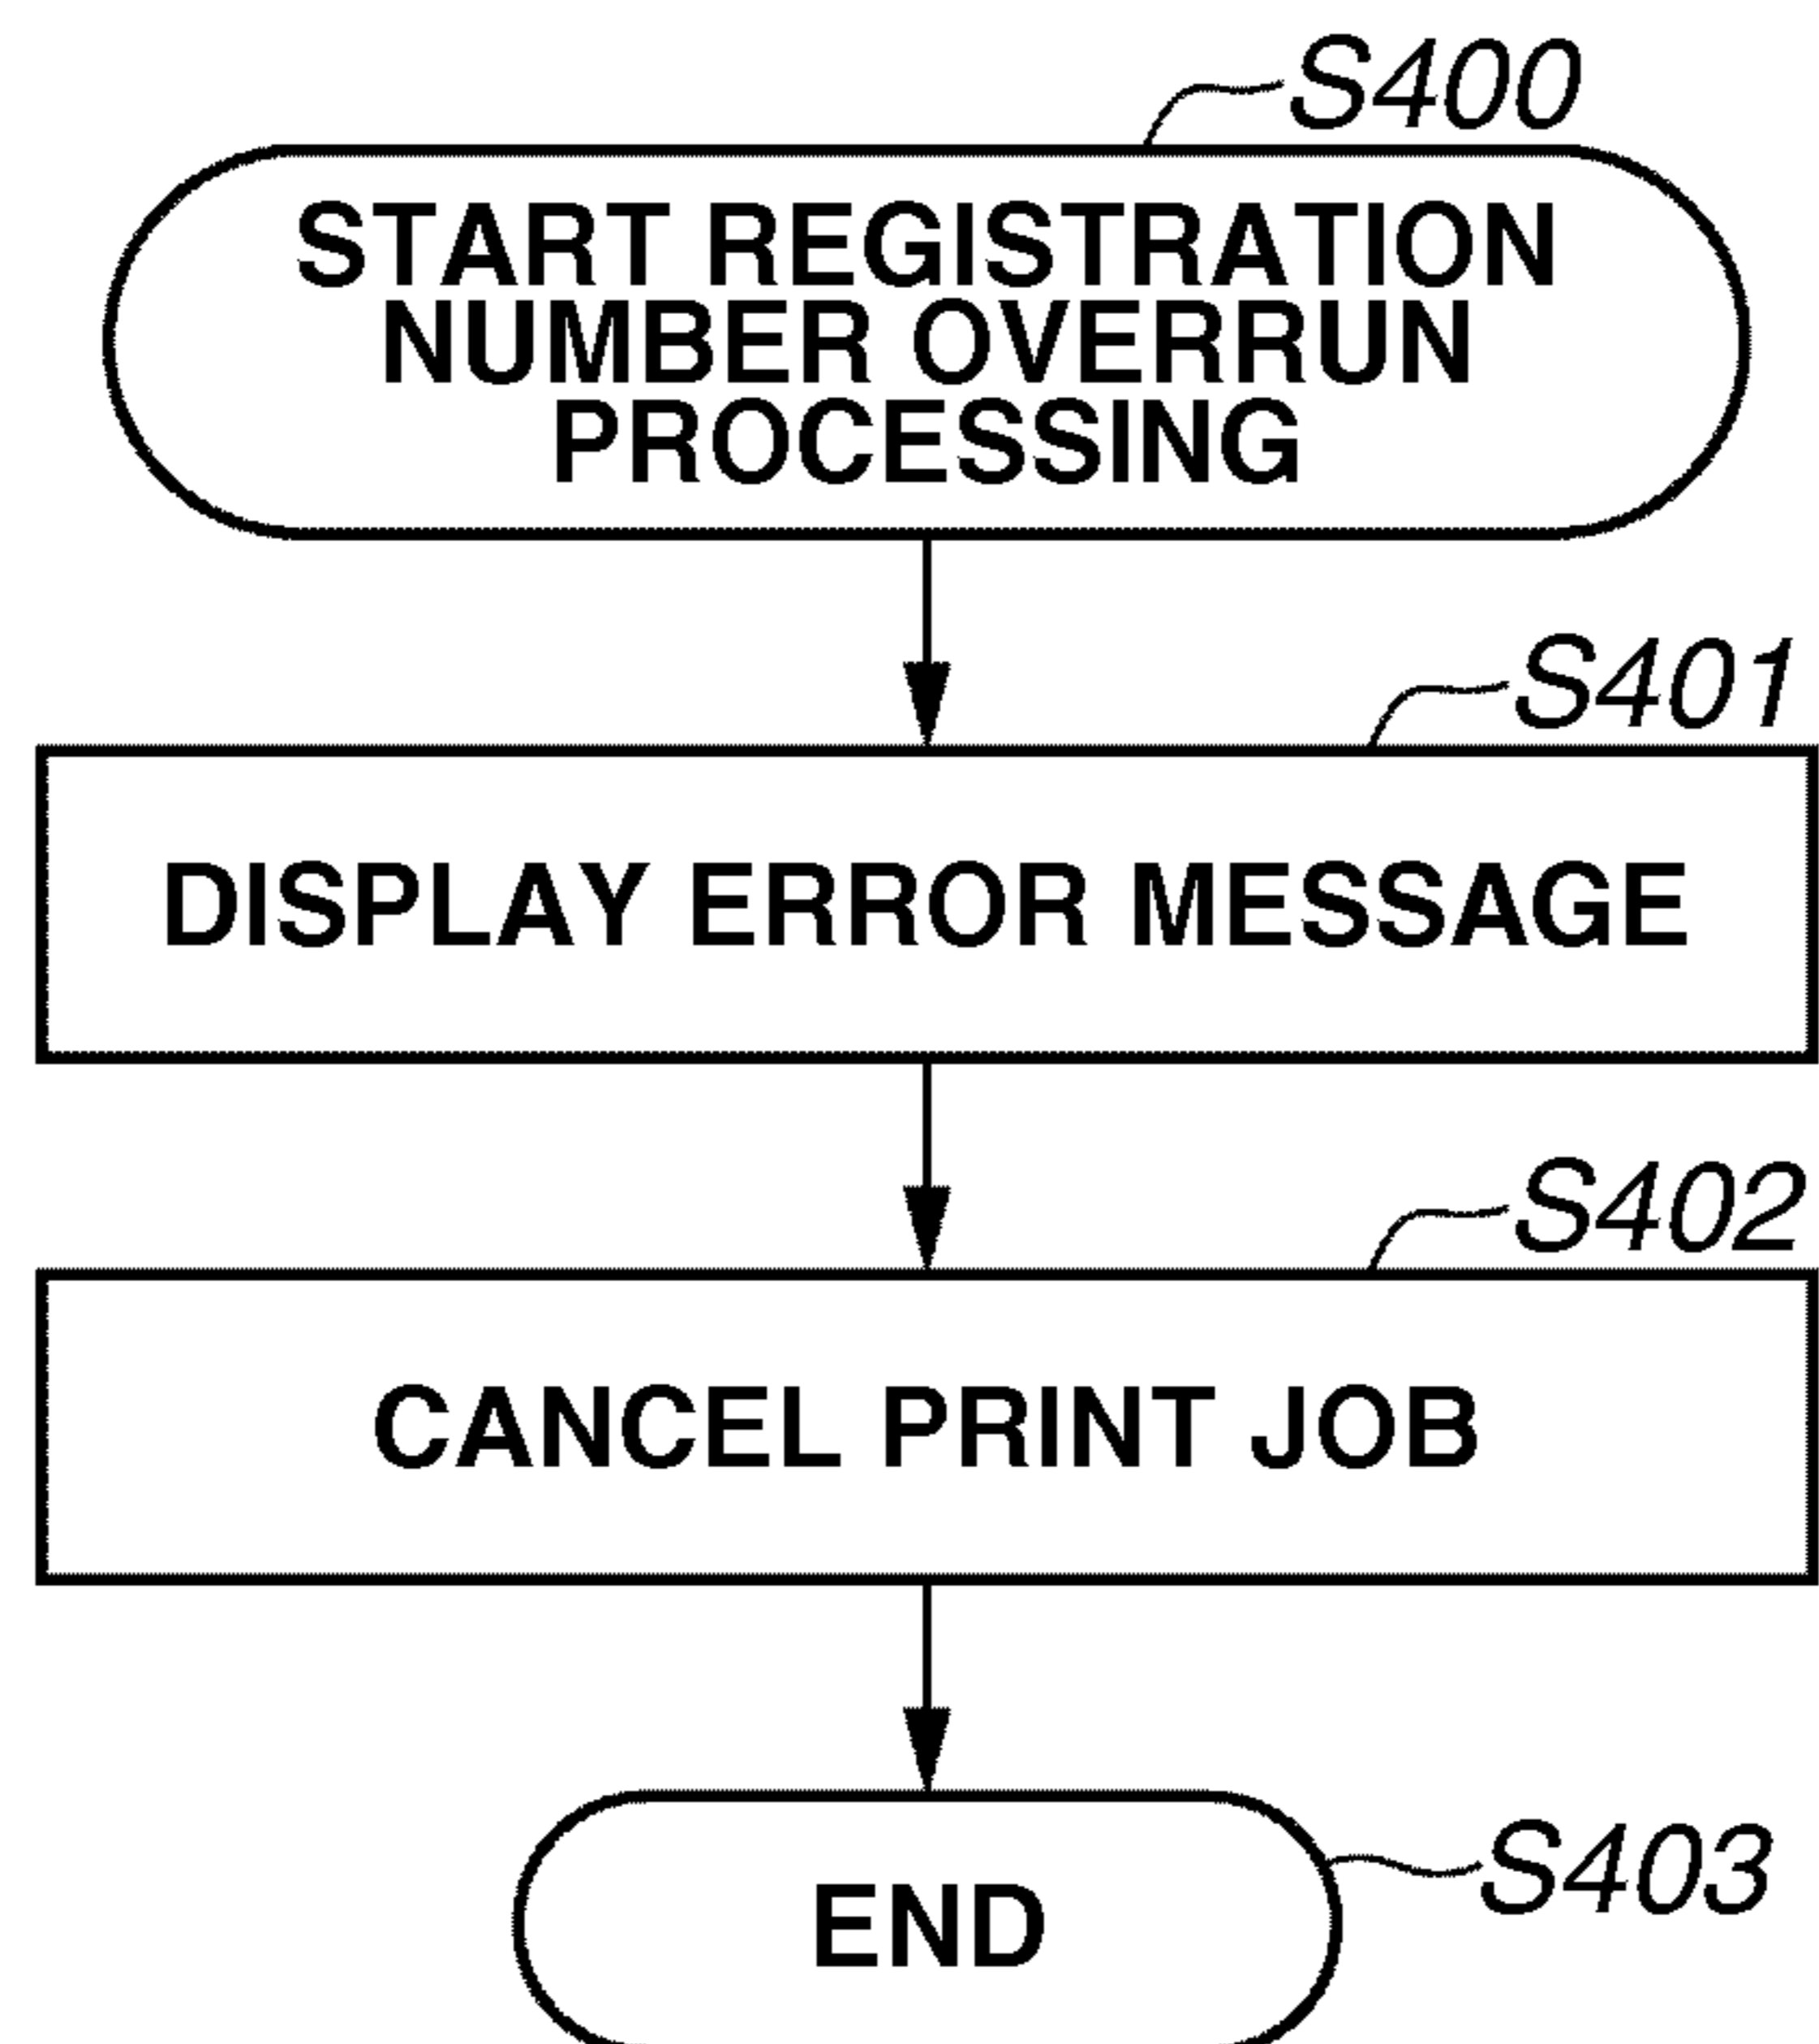 S400
START REGISTRATION
NUMBER OVERRUN
PROCESSING
S401
DISPLAY ERROR MESSAGE
S402
CANCEL PRINT JOB
S403
END